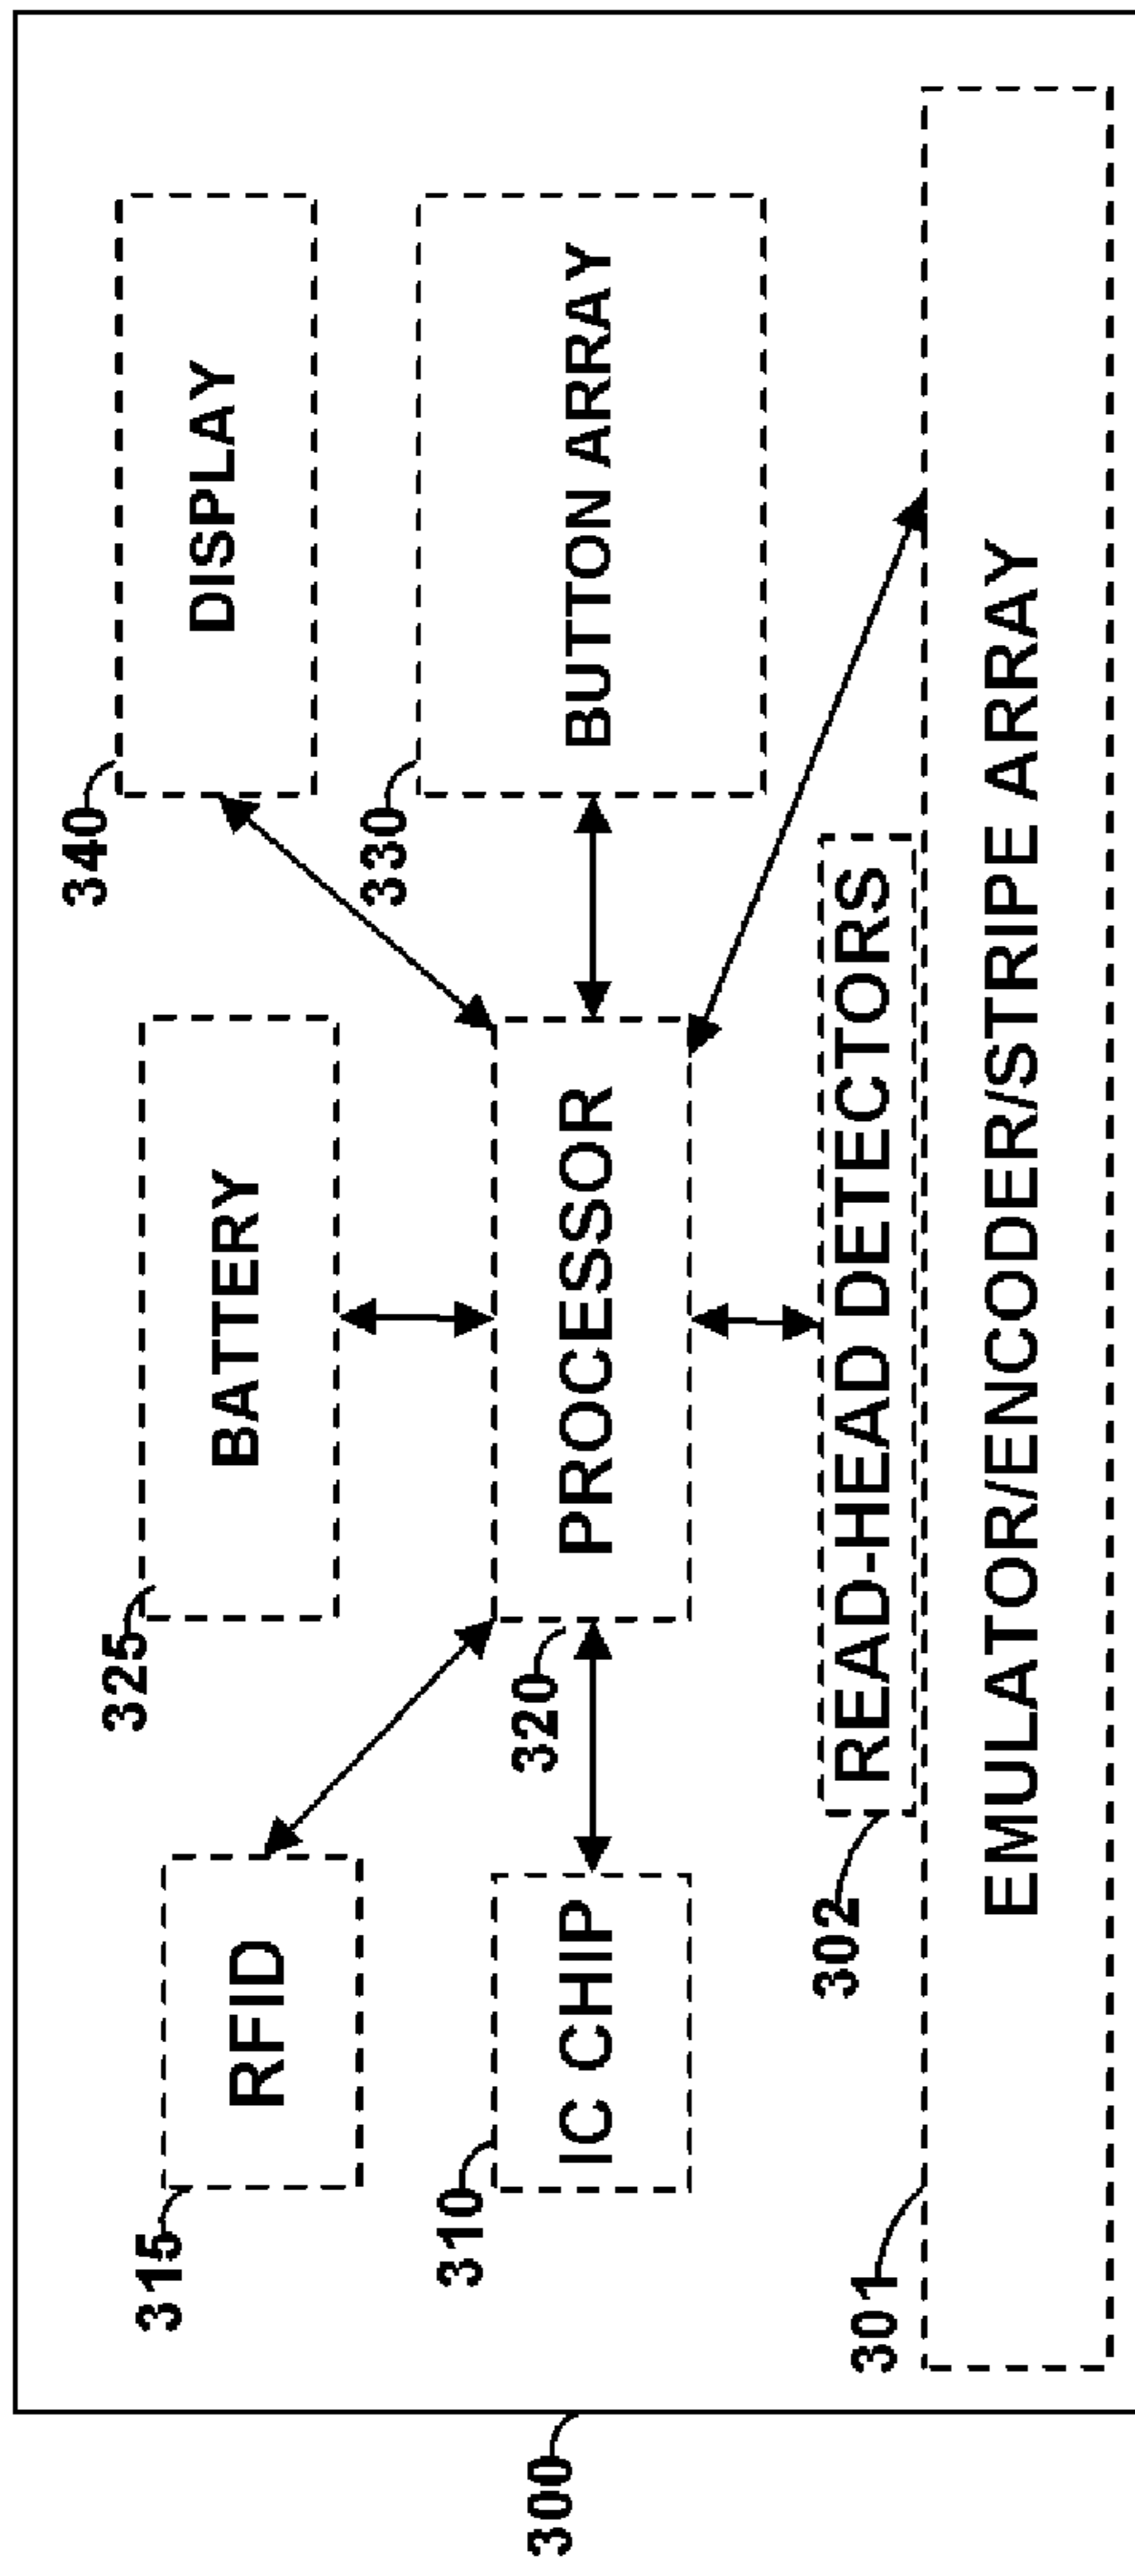 315
RFID
325
BATTERY
340
DISPLAY
310
IC CHIP
320
PROCESSOR
330
BUTTON ARRAY
302
READ-HEAD DETECTORS
301
EMULATOR/ENCODER/STRIPE ARRAY
300